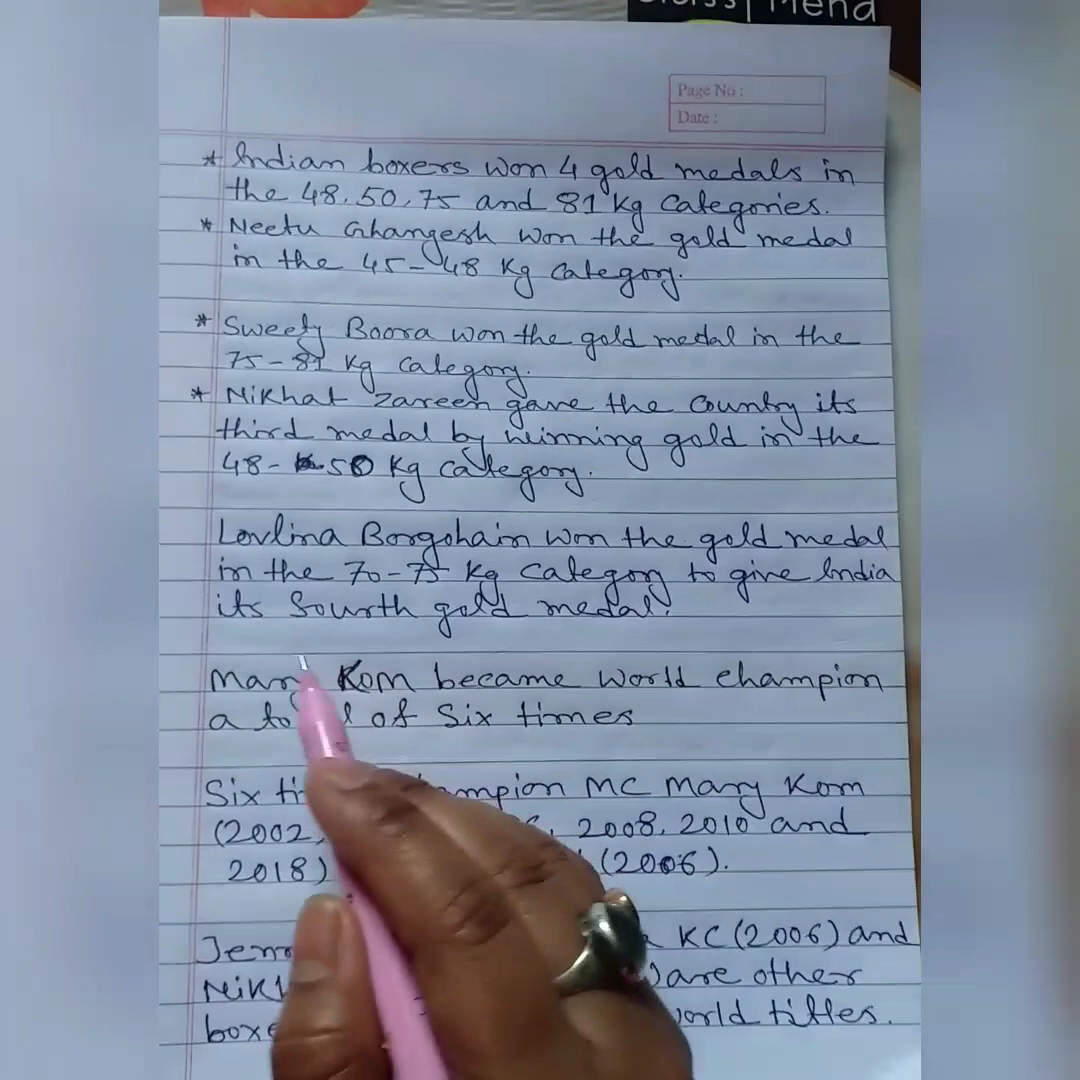 Page No :
Date :
* Indian boxers won 4 gold medals in
the 48, 50, 75 and 81 Kg categories.
* Neetu Ghangesh won the gold medal
in the 45-48 Kg category.
* Sweety Boora won the gold medal in the
75-81 Kg category.
* Nikhat Zareen gave the country its
third medal by winning gold in the
48-50 Kg category.
Lovlina Borgohain won the gold medal
in the 70-75 Kg category to give India
its fourth gold medal.
Mary Kom became world champion
a of Six times
Six MC Mary Kom
(2002, 2008, 2010 and
2018) (2006).
KC (2006) and
are other
titles.